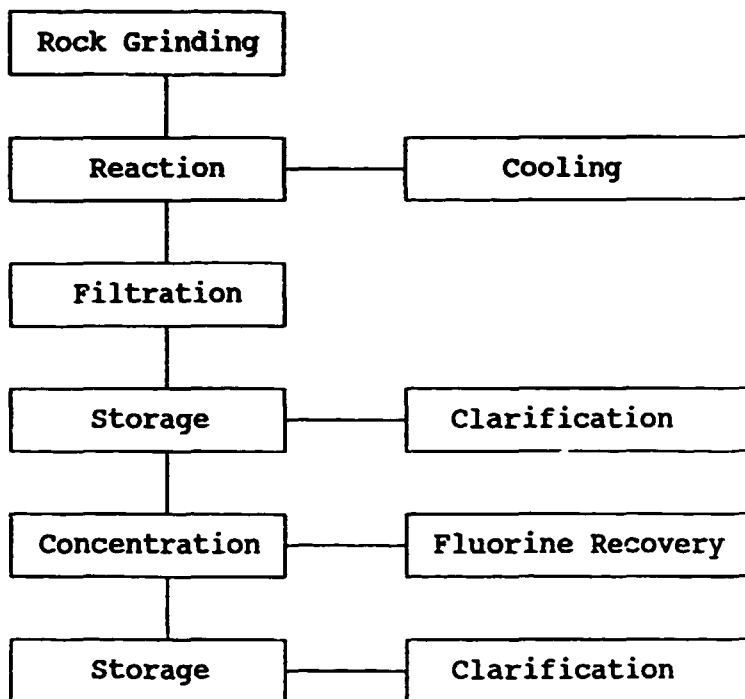 Rock Grinding
Reaction
Cooling
Filtration
Storage
Clarification
Concentration
Fluorine Recovery
Storage
Clarification